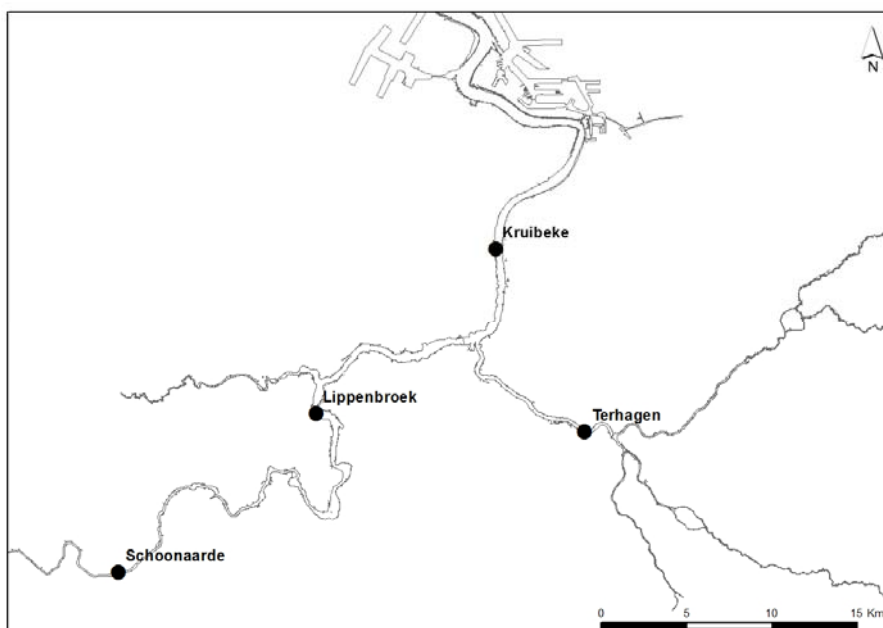 N
Kruibeke
Lippenbroek
Terhagen
Schoonaarde
0 5 10 15 Km